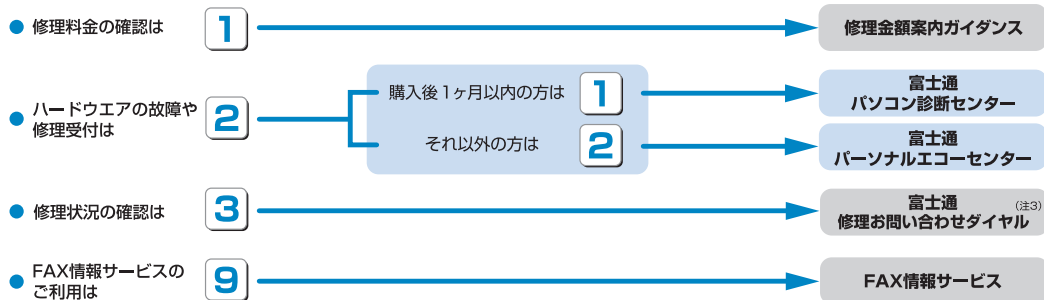 ● 修理料金の確認は 1 修理金額案内ガイダンス
● ハードウエアの故障や
修理受付は 2
購入後1ヶ月以内の方は 1 富士通
パソコン診断センター
それ以外の方は 2 富士通
パーソナルエコーセンター
● 修理状況の確認は 3 富士通 (注3)
修理お問い合わせダイヤル
● FAX情報サービスの
ご利用は 9 FAX情報サービス